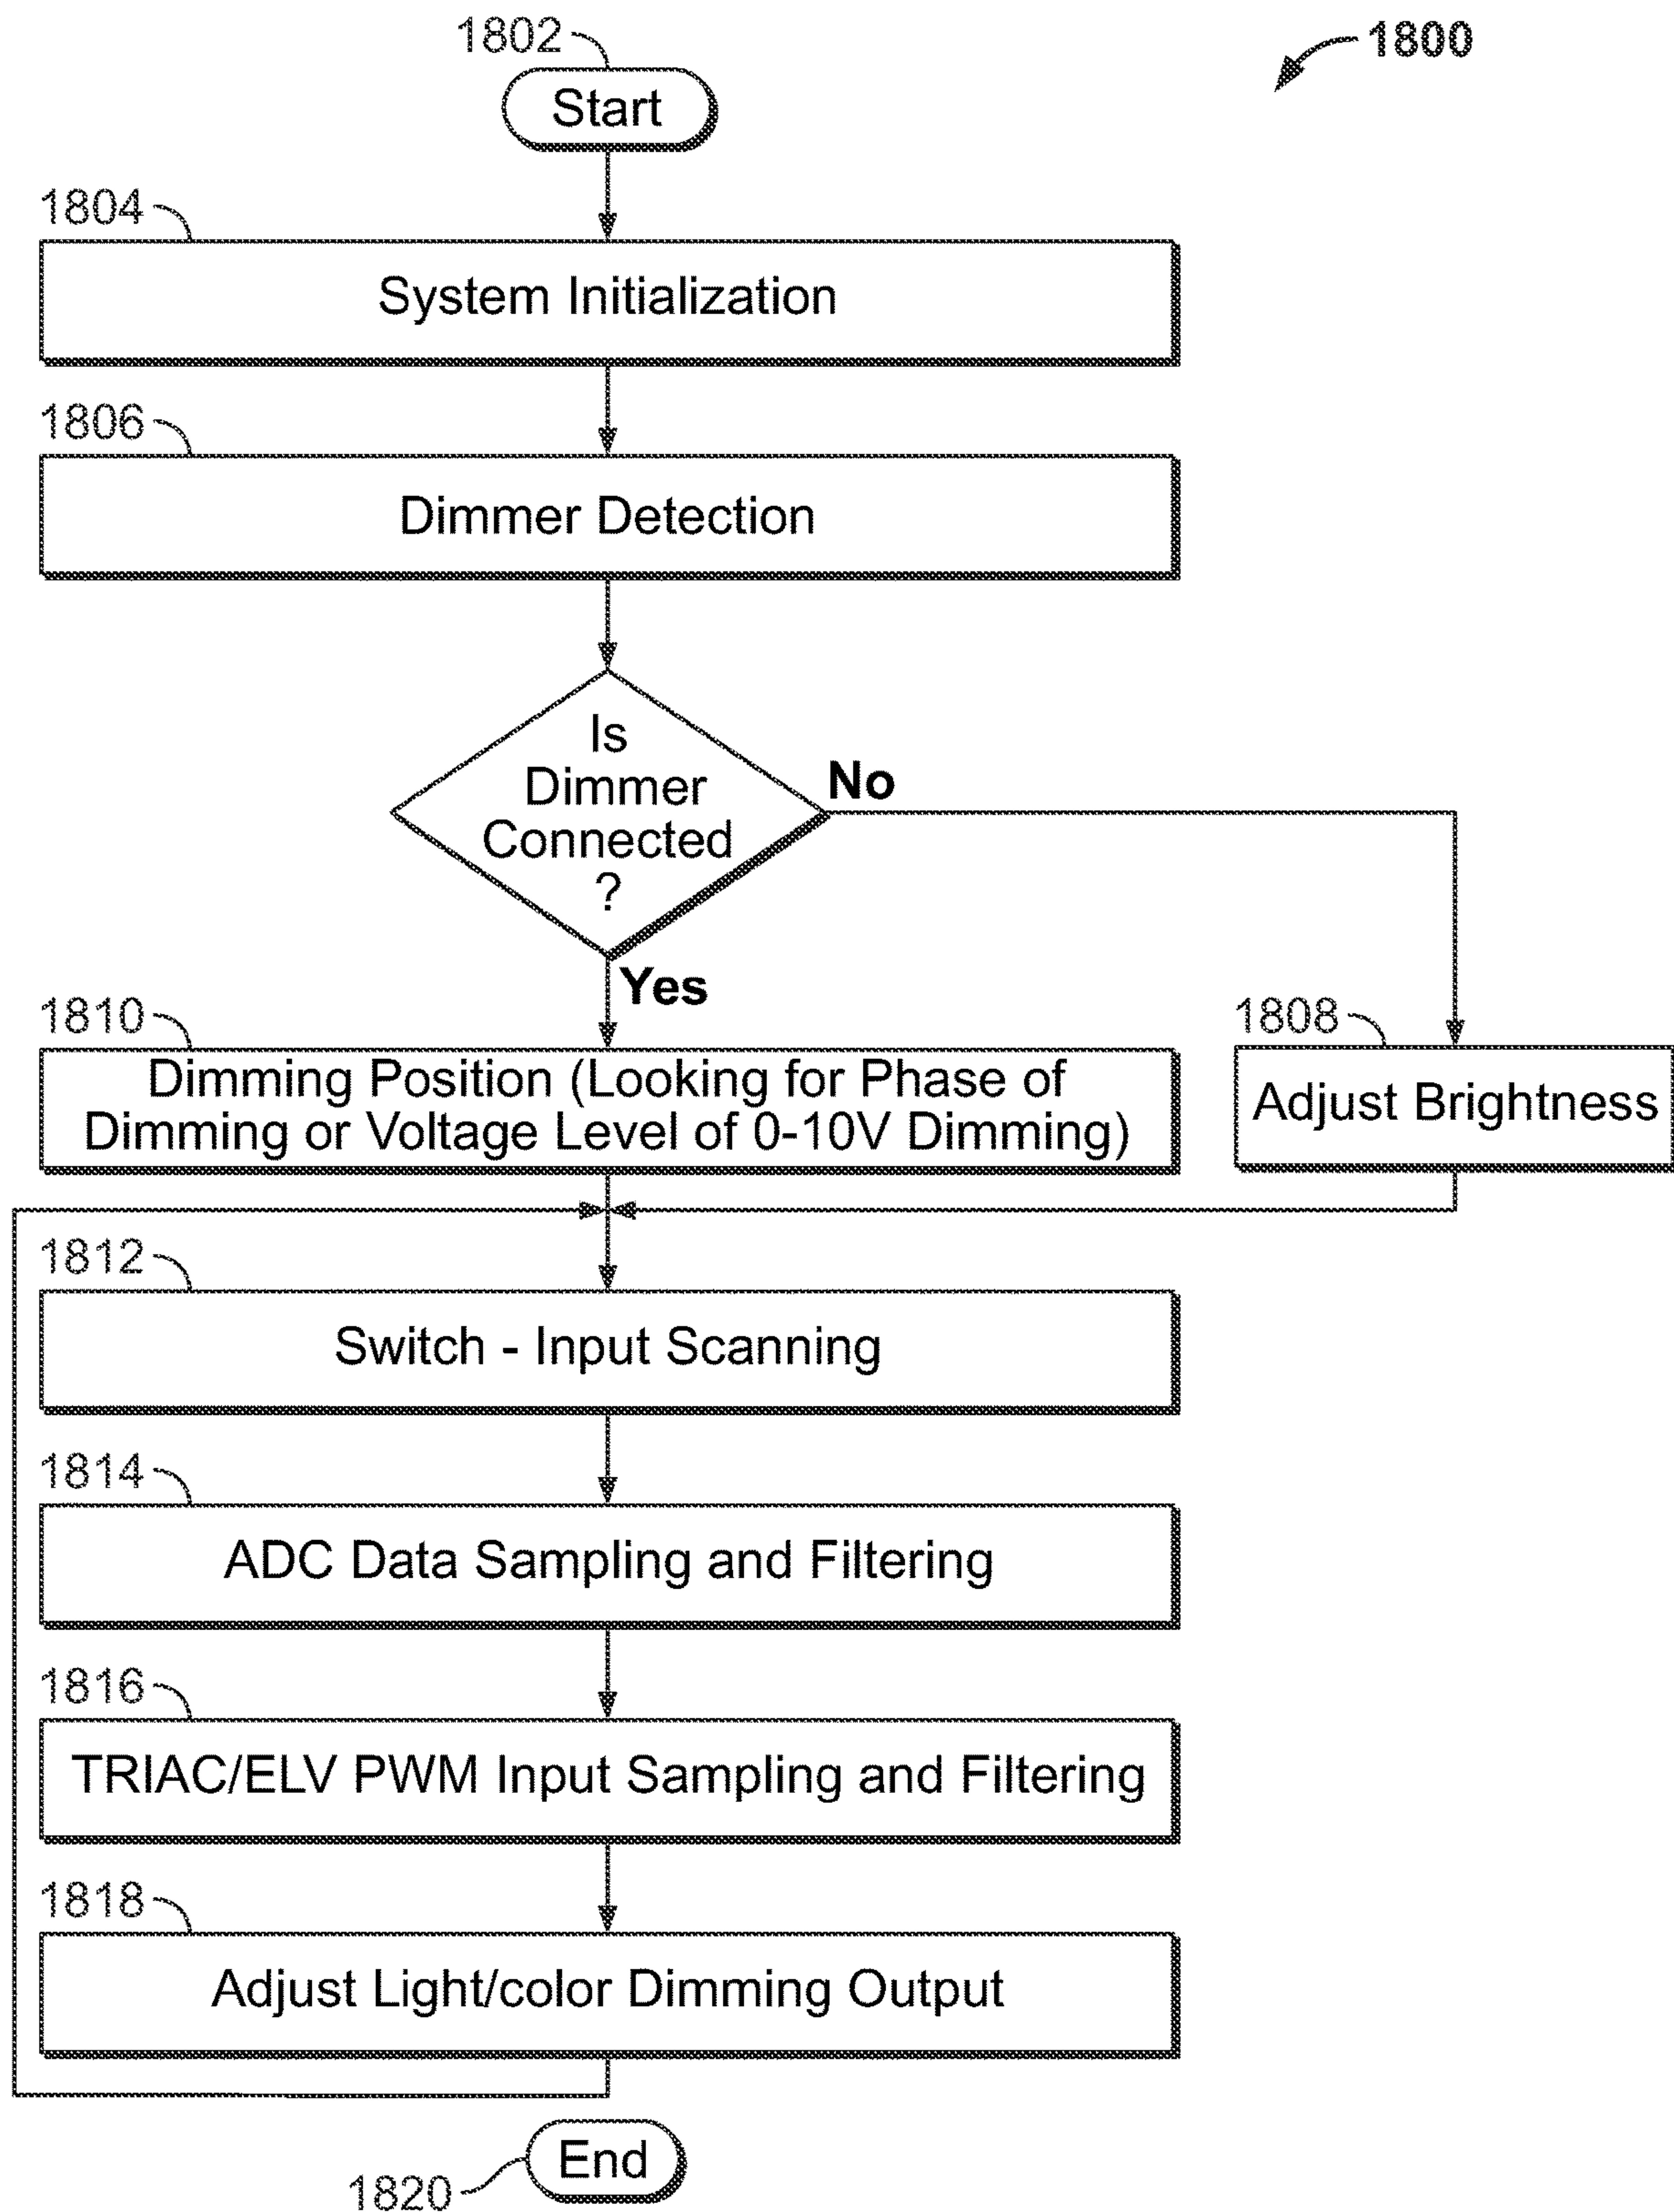 1802
1800
Start
1804
System Initialization
1806
Dimmer Detection
Is
Dimmer
Connected
?
No
Yes
1810
Dimming Position (Looking for Phase of
Dimming or Voltage Level of 0-10V Dimming)
1808
Adjust Brightness
1812
Switch - Input Scanning
1814
ADC Data Sampling and Filtering
1816
TRIAC/ELV PWM Input Sampling and Filtering
1818
Adjust Light/color Dimming Output
End
1820